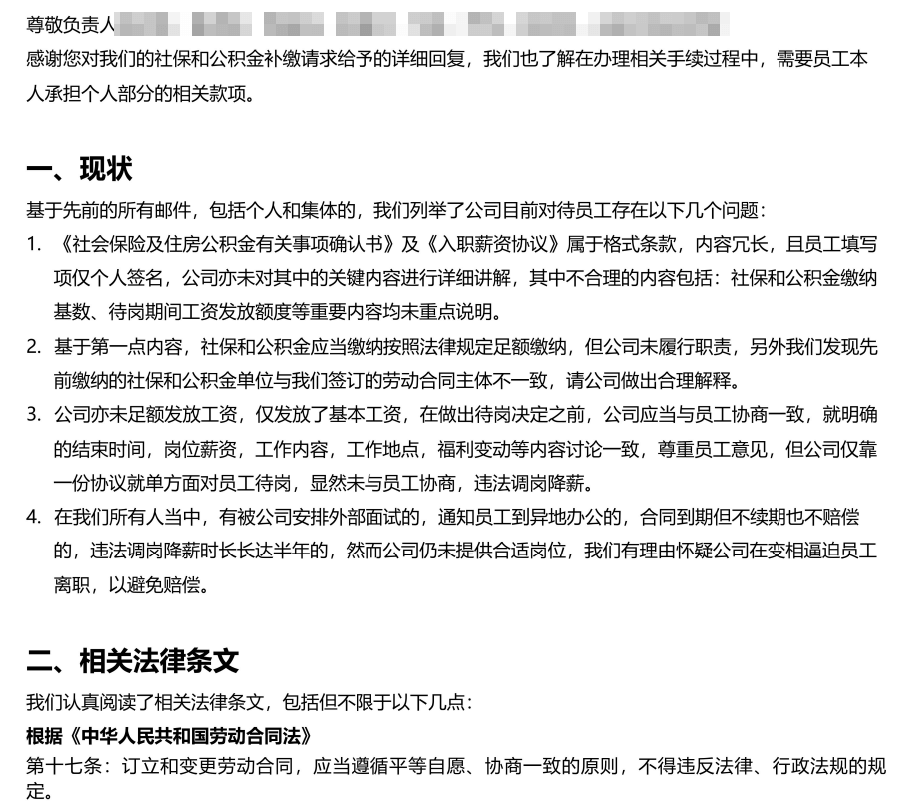 尊敬负责人
感谢您对我们的社保和公积金补缴请求给予的详细回复，我们也了解在办理相关手续过程中，需要员工本
人承担个人部分的相关款项。
一、现状
基于先前的所有邮件，包括个人和集体的，我们列举了公司目前对待员工存在以下几个问题：
1. 《社会保险及住房公积金有关事项确认书》及《入职薪资协议》属于格式条款，内容冗长，且员工填写
项仅个人签名，公司亦未对其中的关键内容进行详细讲解，其中不合理的内容包括：社保和公积金缴纳
基数、待岗期间工资发放额度等重要内容均未重点说明。
2. 基于第一点内容，社保和公积金应当缴纳按照法律规定足额缴纳，但公司未履行职责，另外我们发现先
前缴纳的社保和公积金单位与我们签订的劳动合同主体不一致，请公司做出合理解释。
3. 公司亦未足额发放工资，仅发放了基本工资，在做出待岗决定之前，公司应当与员工协商一致，就明确
的结束时间，岗位薪资，工作内容，工作地点，福利变动等内容讨论一致，尊重员工意见，但公司仅靠
一份协议就单方面对员工待岗，显然未与员工协商，违法调岗降薪。
4. 在我们所有人当中，有被公司安排外部面试的，通知员工到异地办公的，合同到期但不续期也不赔偿
的，违法调岗降薪时长长达半年的，然而公司仍未提供合适岗位，我们有理由怀疑公司在变相逼迫员工
离职，以避免赔偿。
二、相关法律条文
我们认真阅读了相关法律条文，包括但不限于以下几点：
根据《中华人民共和国劳动合同法》
第十七条：订立和变更劳动合同，应当遵循平等自愿、协商一致的原则，不得违反法律、行政法规的规
定。